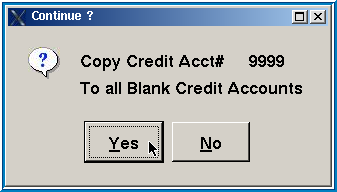 Continue ?
Copy Credit Acct# 9999
To all Blank Credit Accounts
Yes No